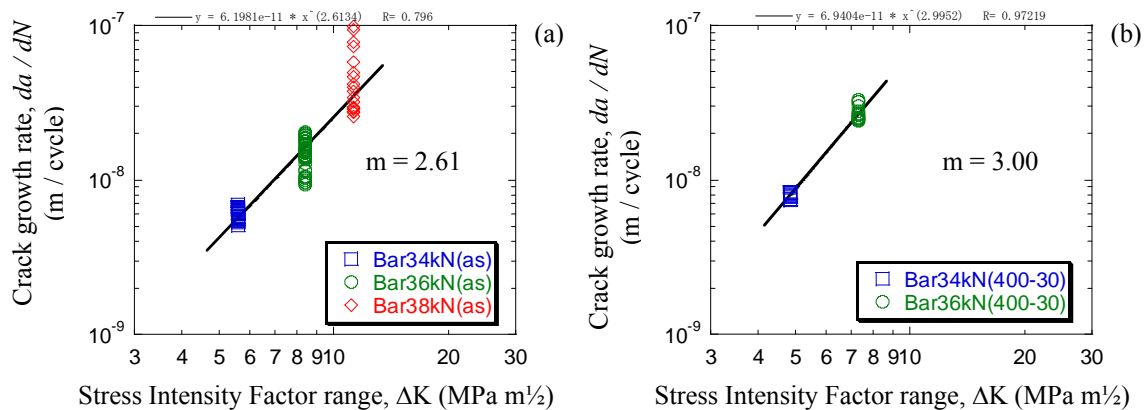 y = 6.1981e-11 * x^(2.6134) R= 0.796
(a)
Crack growth rate, da / dN
(m / cycle)
10-7
10-8
10-9
m = 2.61
Bar34kN(as)
Bar36kN(as)
Bar38kN(as)
3 4 5 6 7 8 910 20 30
Stress Intensity Factor range, ΔK (MPa m½)
y = 6.9404e-11 * x^(2.9952) R= 0.97219
(b)
Crack growth rate, da / dN
(m / cycle)
10-7
10-8
10-9
m = 3.00
Bar34kN(400-30)
Bar36kN(400-30)
3 4 5 6 7 8 910 20 30
Stress Intensity Factor range, ΔK (MPa m½)